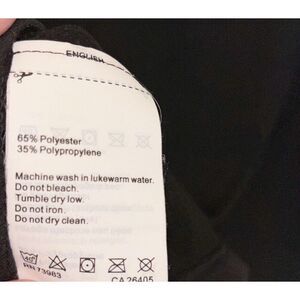 ENGLISH
65% Polyester
35% Polypropylene
Machine wash in lukewarm water.
Do not bleach.
Tumble dry low.
Do not iron.
Do not dry clean.
RN 73983
CA 26405